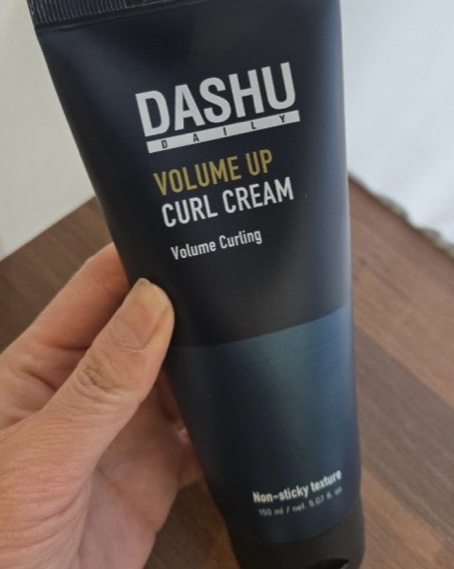 DASHU
DAILY
VOLUME UP
CURL CREAM
Volume Curling
Non-sticky texture
150 ml / net. 5.07 fl. oz